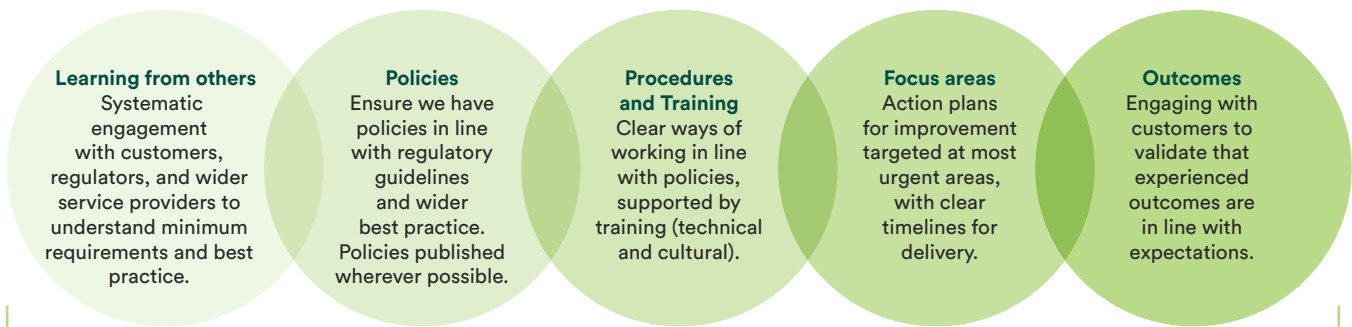 Learning from others
Systematic
engagement
with customers,
regulators, and wider
service providers to
understand minimum
requirements and best
practice.
Policies
Ensure we have
policies in line
with regulatory
guidelines
and wider
best practice.
Policies published
wherever possible.
Procedures
and Training
Clear ways of
working in line
with policies,
supported by
training (technical
and cultural).
Focus areas
Action plans
for improvement
targeted at most
urgent areas,
with clear
timelines for
delivery.
Outcomes
Engaging with
customers to
validate that
experienced
outcomes are
in line with
expectations.